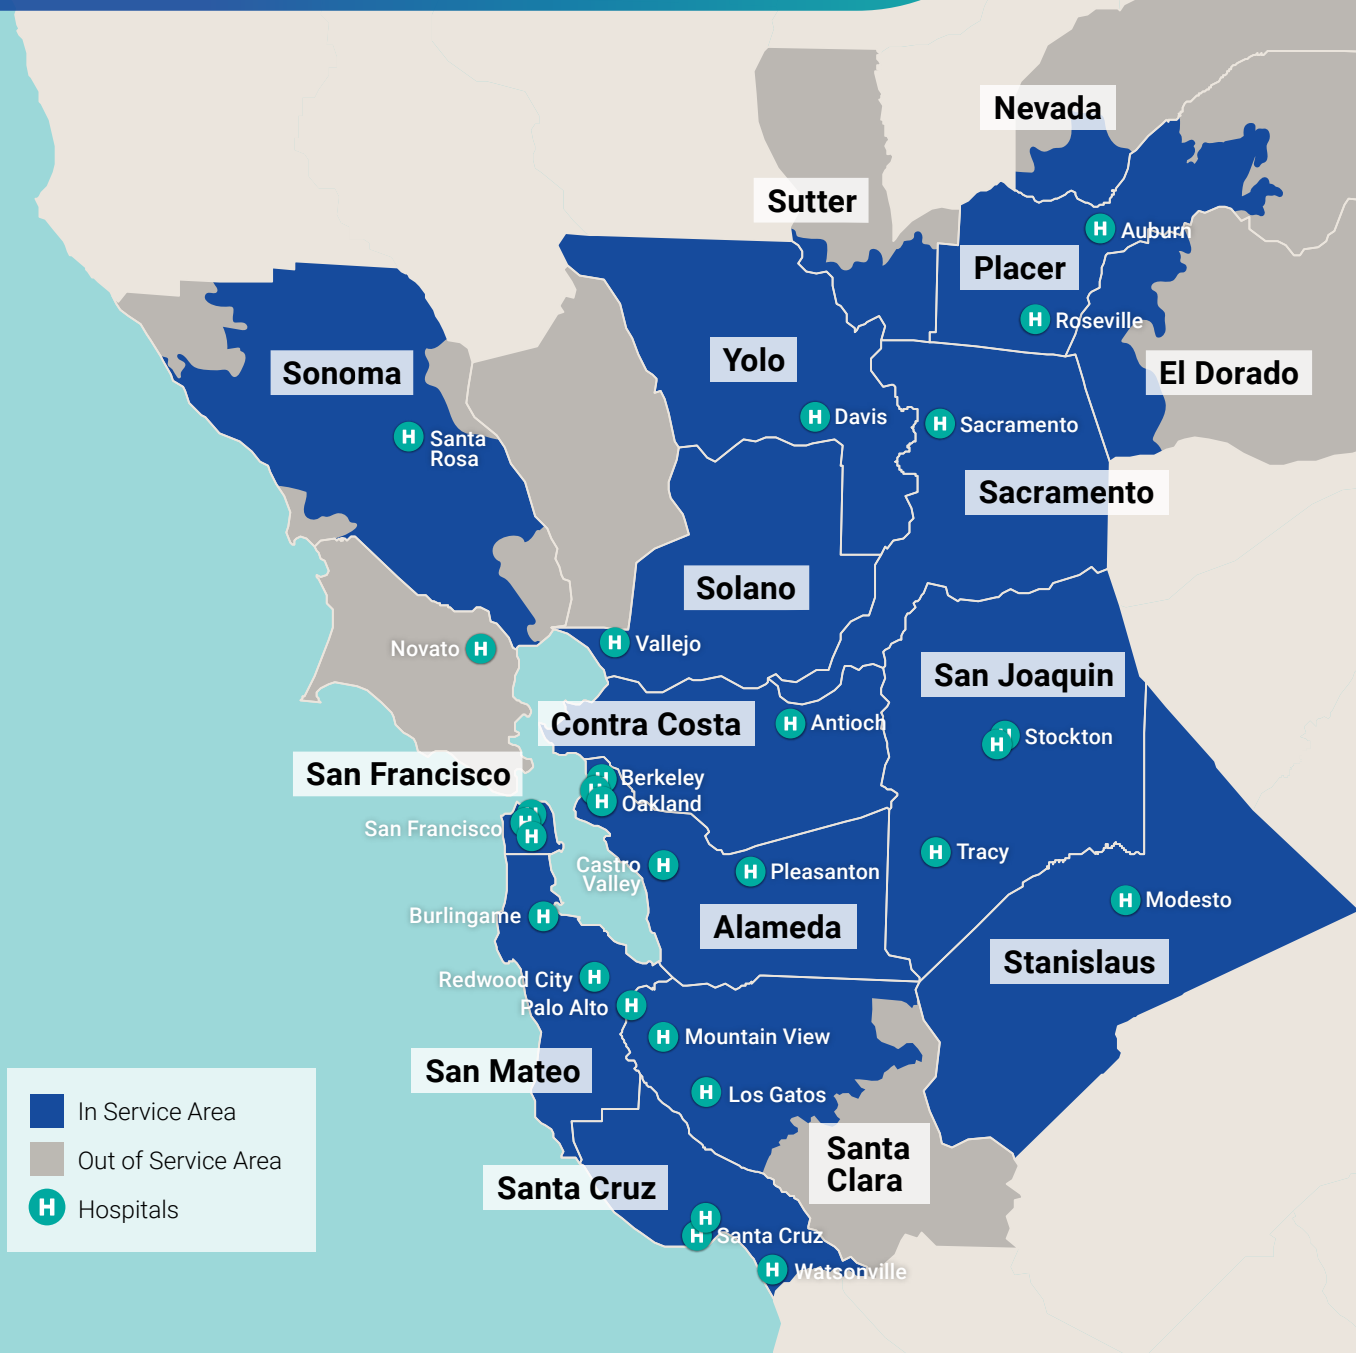 Nevada
Sutter
Auburn
Placer
Roseville
Yolo
Sonoma
El Dorado
Davis
Sacramento
Santa
Rosa
Sacramento
Solano
Novato
Vallejo
San Joaquin
Contra Costa
Antioch
Stockton
San Francisco
Berkeley
Oakland
San Francisco
Tracy
Castro
Valley
Pleasanton
Modesto
Burlingame
Alameda
Stanislaus
Redwood City
Palo Alto
Mountain View
San Mateo
Los Gatos
In Service Area
Out of Service Area
H Hospitals
Santa
Clara
Santa Cruz
Santa Cruz
Watsonville